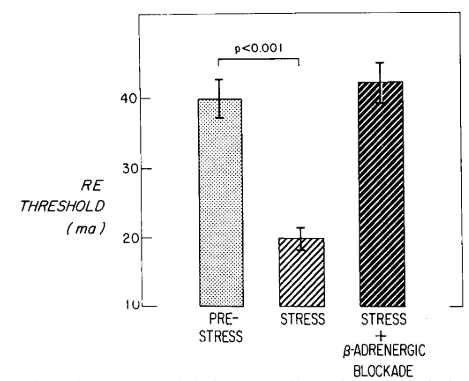 p<0.001
40
30
RE
THRESHOLD
(ma)
20
10
PRE-
STRESS
STRESS
STRESS
+
β-ADRENERGIC
BLOCKADE